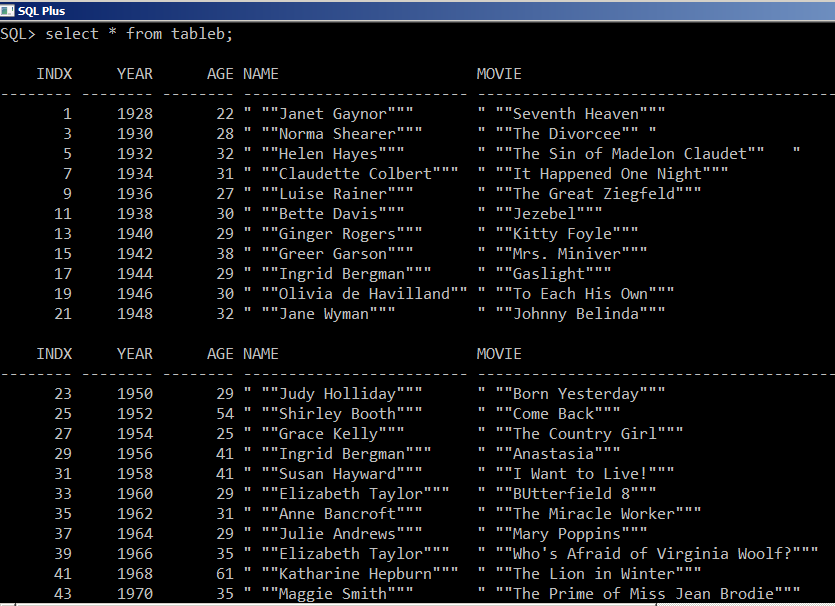 SQL Plus
SQL> select * from tableb;
INDX YEAR AGE NAME MOVIE
-------- -------- -------- ------------------------- ----------------------------------------
1 1928 22 " ""Janet Gaynor""" " ""Seventh Heaven"""
3 1930 28 " ""Norma Shearer""" " ""The Divorcee"" "
5 1932 32 " ""Helen Hayes""" " ""The Sin of Madelon Claudet"" "
7 1934 31 " ""Claudette Colbert""" " ""It Happened One Night"""
9 1936 27 " ""Luise Rainer""" " ""The Great Ziegfeld"""
11 1938 30 " ""Bette Davis""" " ""Jezebel"""
13 1940 29 " ""Ginger Rogers""" " ""Kitty Foyle"""
15 1942 38 " ""Greer Garson""" " ""Mrs. Miniver"""
17 1944 29 " ""Ingrid Bergman""" " ""Gaslight"""
19 1946 30 " ""Olivia de Havilland"" " ""To Each His Own"""
21 1948 32 " ""Jane Wyman""" " ""Johnny Belinda"""
INDX YEAR AGE NAME MOVIE
-------- -------- -------- ------------------------- ----------------------------------------
23 1950 29 " ""Judy Holliday""" " ""Born Yesterday"""
25 1952 54 " ""Shirley Booth""" " ""Come Back"""
27 1954 25 " ""Grace Kelly""" " ""The Country Girl"""
29 1956 41 " ""Ingrid Bergman""" " ""Anastasia"""
31 1958 41 " ""Susan Hayward""" " ""I Want to Live!"""
33 1960 29 " ""Elizabeth Taylor""" " ""BUtterfield 8"""
35 1962 31 " ""Anne Bancroft""" " ""The Miracle Worker"""
37 1964 29 " ""Julie Andrews""" " ""Mary Poppins"""
39 1966 35 " ""Elizabeth Taylor""" " ""Who's Afraid of Virginia Woolf?"""
41 1968 61 " ""Katharine Hepburn""" " ""The Lion in Winter"""
43 1970 35 " ""Maggie Smith""" " ""The Prime of Miss Jean Brodie"""